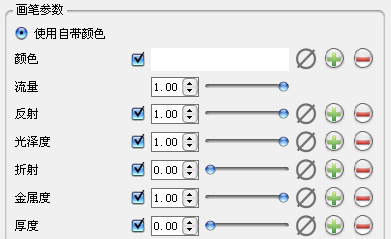 画笔参数
使用自带颜色
颜色
流量 1.00
反射 1.00
光泽度 1.00
折射 0.00
金属度 1.00
厚度 0.00